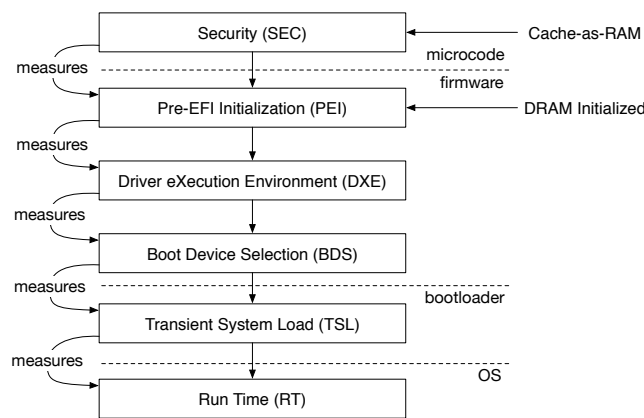 Security (SEC)
Cache-as-RAM
microcode
measures
firmware
Pre-EFI Initialization (PEI)
DRAM Initialized
measures
Driver eXecution Environment (DXE)
measures
Boot Device Selection (BDS)
measures
bootloader
Transient System Load (TSL)
measures
OS
Run Time (RT)